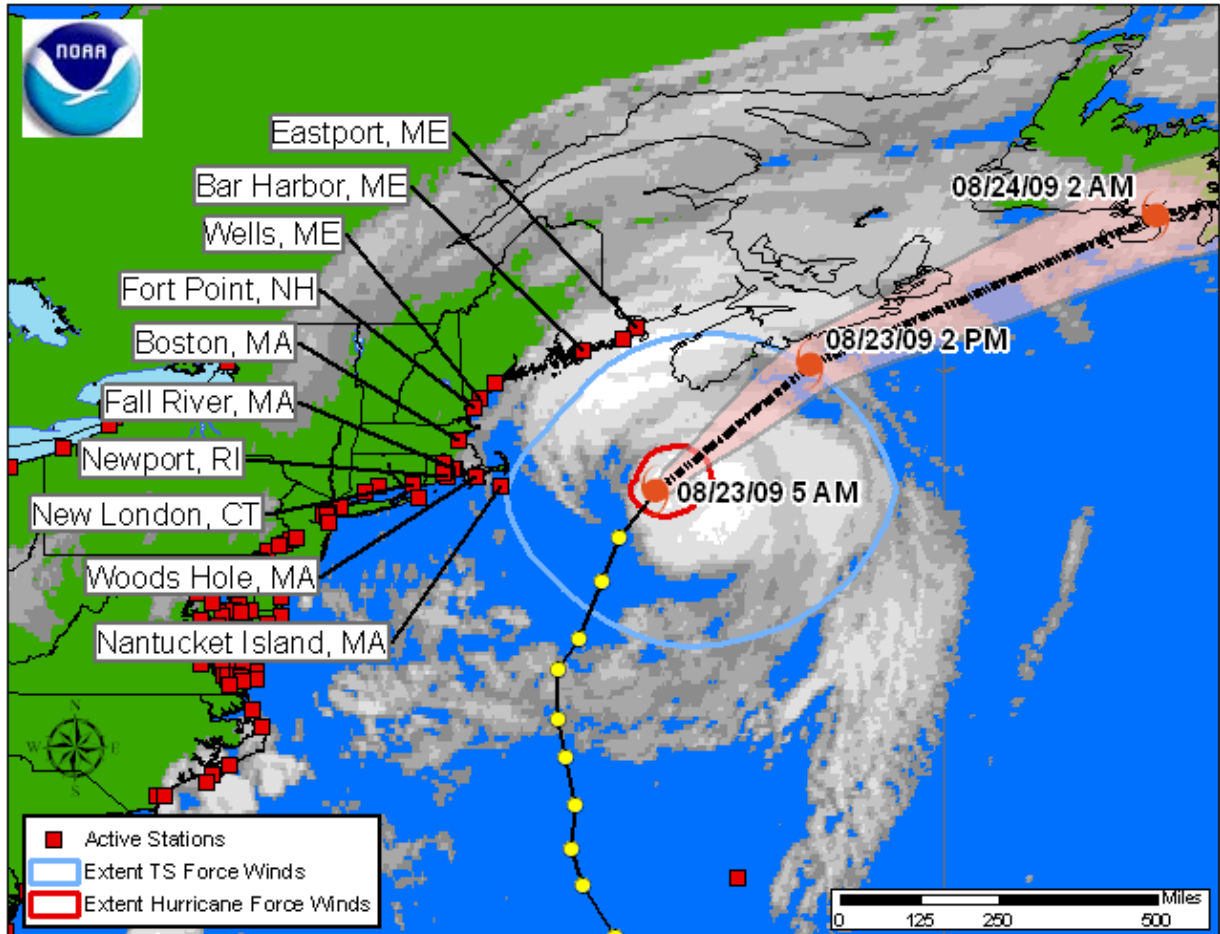 NOAA
Eastport, ME
Bar Harbor, ME
Wells, ME
Fort Point, NH
Boston, MA
Fall River, MA
Newport, RI
New London, CT
Woods Hole, MA
Nantucket Island, MA
08/24/09 2 AM
08/23/09 2 PM
08/23/09 5 AM
N
W E
S
Active Stations
Extent TS Force Winds
Extent Hurricane Force Winds
Miles
0 125 250 500